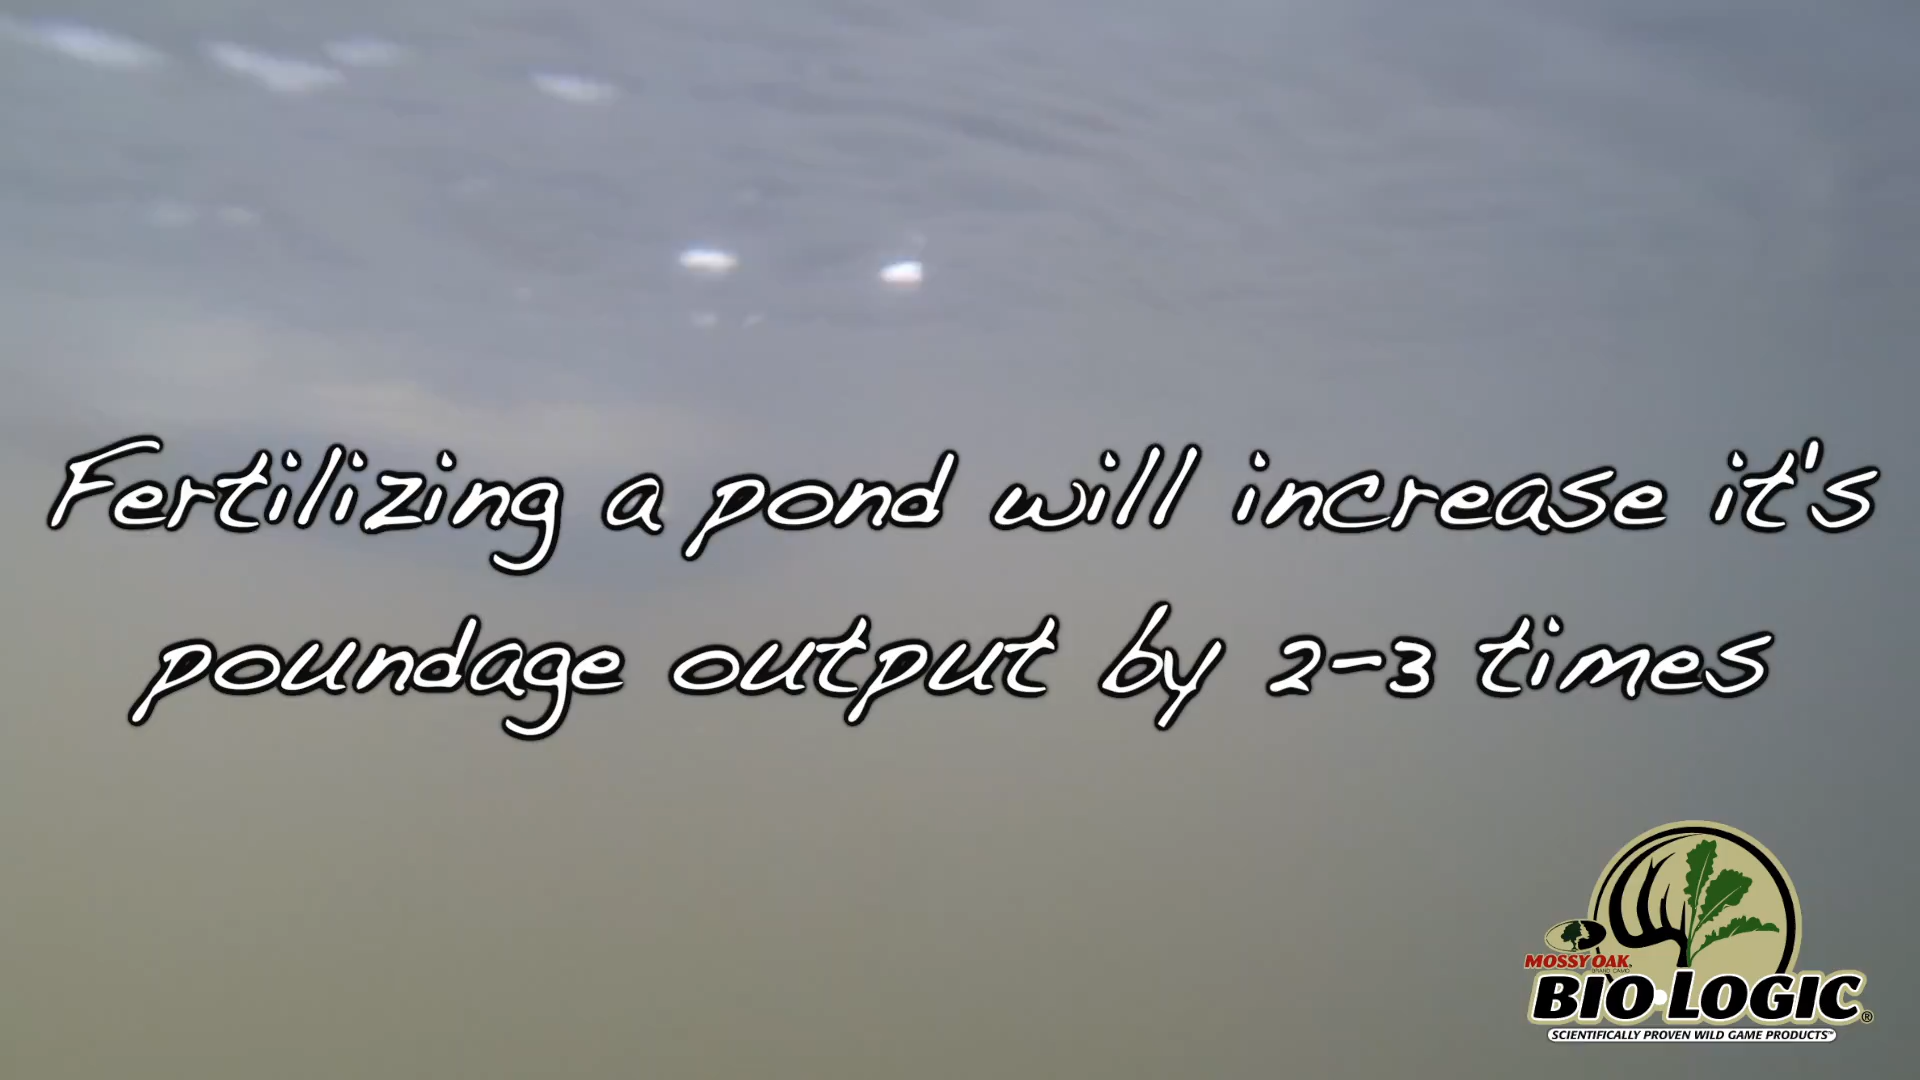 Fertilizing a pond will increase it's
poundage output by 2-3 times
MOSSY OAK
BIO•LOGIC®
SCIENTIFICALLY PROVEN WILD GAME PRODUCTS™